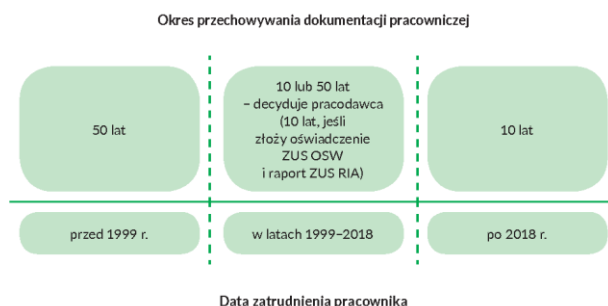 Okres przechowywania dokumentacji pracowniczej
50 lat
10 lub 50 lat
– decyduje pracodawca
(10 lat, jeśli
złoży oświadczenie
ZUS OSW
i raport ZUS RIA)
10 lat
przed 1999 r.
w latach 1999–2018
po 2018 r.
Data zatrudnienia pracownika